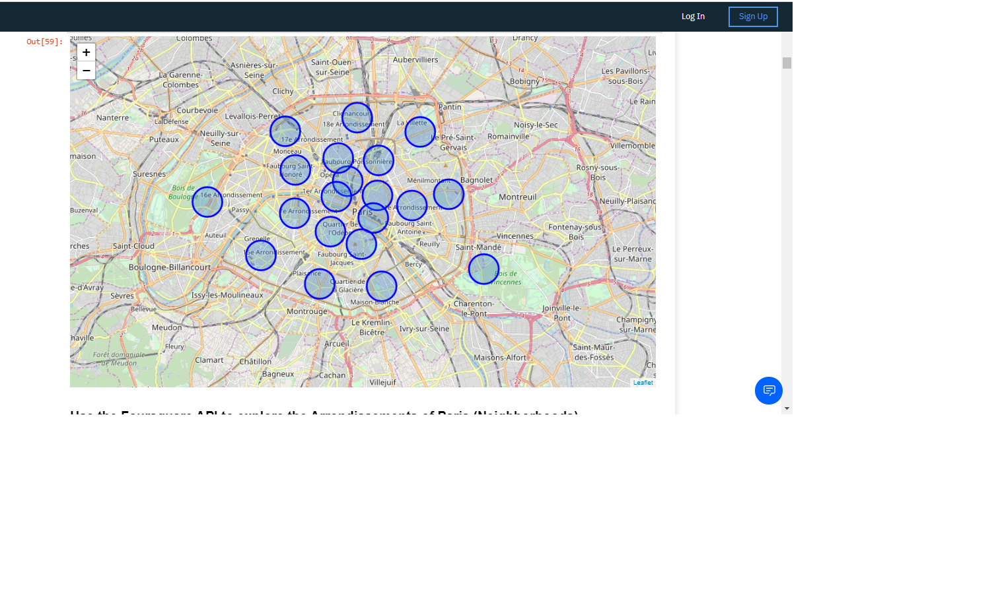 Log In
Sign Up
Out[59]:
+
−
Colombes
Drancy
Asnières-sur-
Seine
Saint-Ouen-
sur-Seine
Aubervilliers
La Garenne-
Colombes
Les Pavillons-
sous-Bois
Bobigny
Clichy
Le Rain
Pantin
Courbevoie
Nanterre
La Défense
Levallois-Perret
Clignancourt
18e Arrondissement
La Villette
Noisy-le-Sec
Puteaux
Neuilly-sur-
Seine
17e Arrondissement
Le Pré-Saint-
Gervais
Romainville
Villemomble
maison
Monceau
Faubourg Poissonnière
Faubourg Saint-
Honoré
Opéra
Suresnes
Rosny-sous-
Bois
Ménilmontant
Bagnolet
Bois de
Boulogne
16e Arrondissement
1er Arrondissement
Montreuil
Neuilly-Plaisanc
Buzenval
Passy
7e Arrondissement
Paris
11e Arrondissement
Quartier de
l'Odéon
Faubourg Saint-
Antoine
Fontenay-sous-
Bois
Auteuil
Grenelle
Vincennes
Reuilly
rches
Saint-Cloud
15e Arrondissement
Faubourg Saint-
Jacques
Saint-Mandé
Le Perreux-
sur-Marne
Boulogne-Billancourt
Plaisance
Bercy
Bois de
Vincennes
e-d'Avray
Sèvres
Issy-les-Moulineaux
Quartier de
la Glacière
Maison-Blanche
Bellevue
Montrouge
Charenton-
le-Pont
Joinville-le-
Pont
Meudon
Le Kremlin-
Bicêtre
Ivry-sur-Seine
Champigny
sur-Marne
haville
Fleury
Arcueil
Saint-Maur-
des-Fossés
Forêt domaniale
de Meudon
Clamart
Châtillon
Maisons-Alfort
Bagneux
Cachan
Villejuif
Leaflet
Use the Foursquare API to explore the Arrondissements of Paris (Neighborhoods)